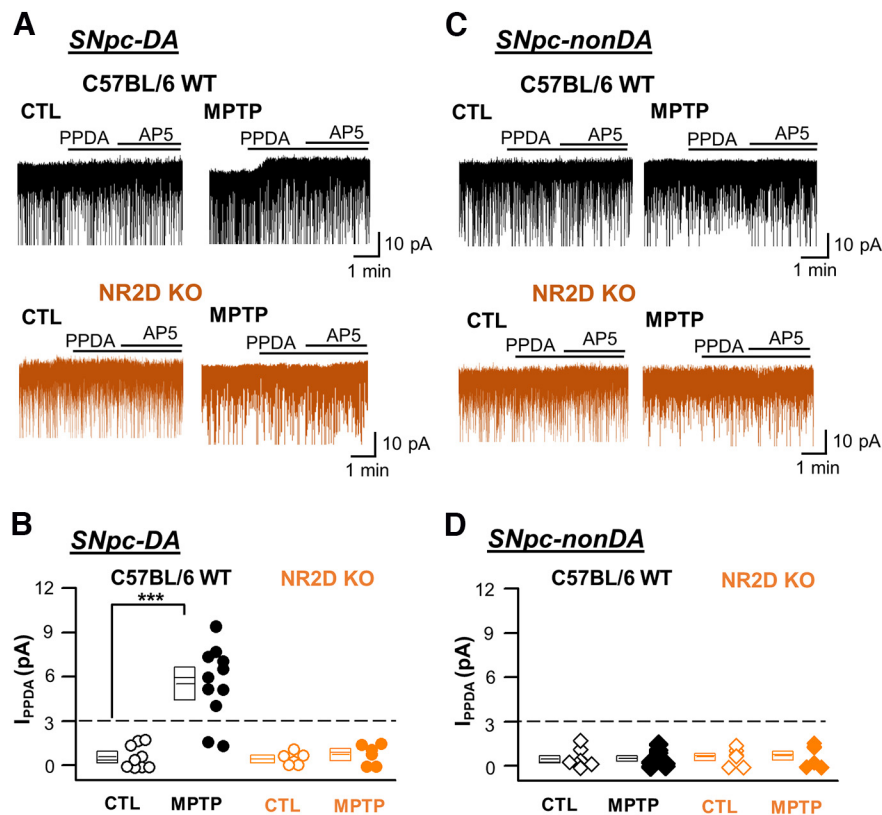 A
SNpc-DA
C57BL/6 WT
CTL
MPTP
PPDA
AP5
PPDA
AP5
10 pA
1 min
NR2D KO
CTL
MPTP
PPDA
AP5
PPDA
AP5
10 pA
1 min
C
SNpc-nonDA
C57BL/6 WT
CTL
MPTP
PPDA
AP5
PPDA
AP5
10 pA
1 min
NR2D KO
CTL
MPTP
PPDA
AP5
PPDA
AP5
10 pA
1 min
B
SNpc-DA
C57BL/6 WT
NR2D KO
***
12
9
6
3
0
IPPDA (pA)
CTL
MPTP
CTL
MPTP
D
SNpc-nonDA
C57BL/6 WT
NR2D KO
12
9
6
3
0
IPPDA (pA)
CTL
MPTP
CTL
MPTP